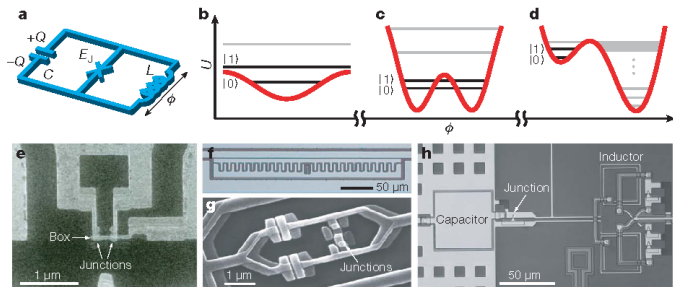 a
+Q
–Q
C
E_J
L
ϕ
b
U
|1⟩
|0⟩
c
|1⟩
|0⟩
ϕ
d
|1⟩
|0⟩
e
Box
Junctions
1 µm
f
50 µm
g
1 µm
Junctions
h
Inductor
Junction
Capacitor
50 µm